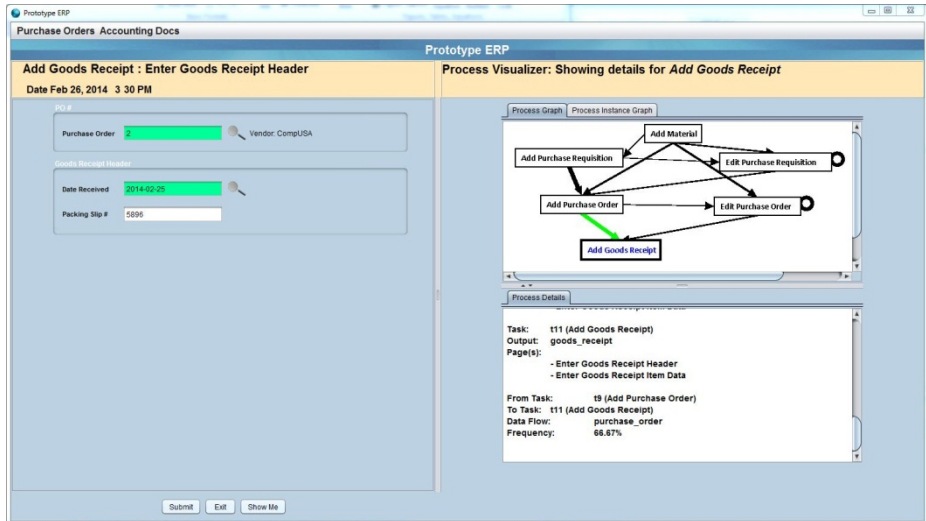 Prototype ERP
Purchase Orders Accounting Docs
Prototype ERP
Add Goods Receipt : Enter Goods Receipt Header
Date Feb 26, 2014 3 30 PM
PO #
Purchase Order 2 Vendor: CompUSA
Goods Receipt Header
Date Received 2014-02-25
Packing Slip # 5896
Submit Exit Show Me
Process Visualizer: Showing details for Add Goods Receipt
Process Graph Process Instance Graph
Add Material
Add Purchase Requisition Edit Purchase Requisition
Add Purchase Order Edit Purchase Order
Add Goods Receipt
Process Details
- Enter Goods Receipt Item Data
Task: t11 (Add Goods Receipt)
Output: goods_receipt
Page(s):
- Enter Goods Receipt Header
- Enter Goods Receipt Item Data
From Task: t9 (Add Purchase Order)
To Task: t11 (Add Goods Receipt)
Data Flow: purchase_order
Frequency: 66.67%